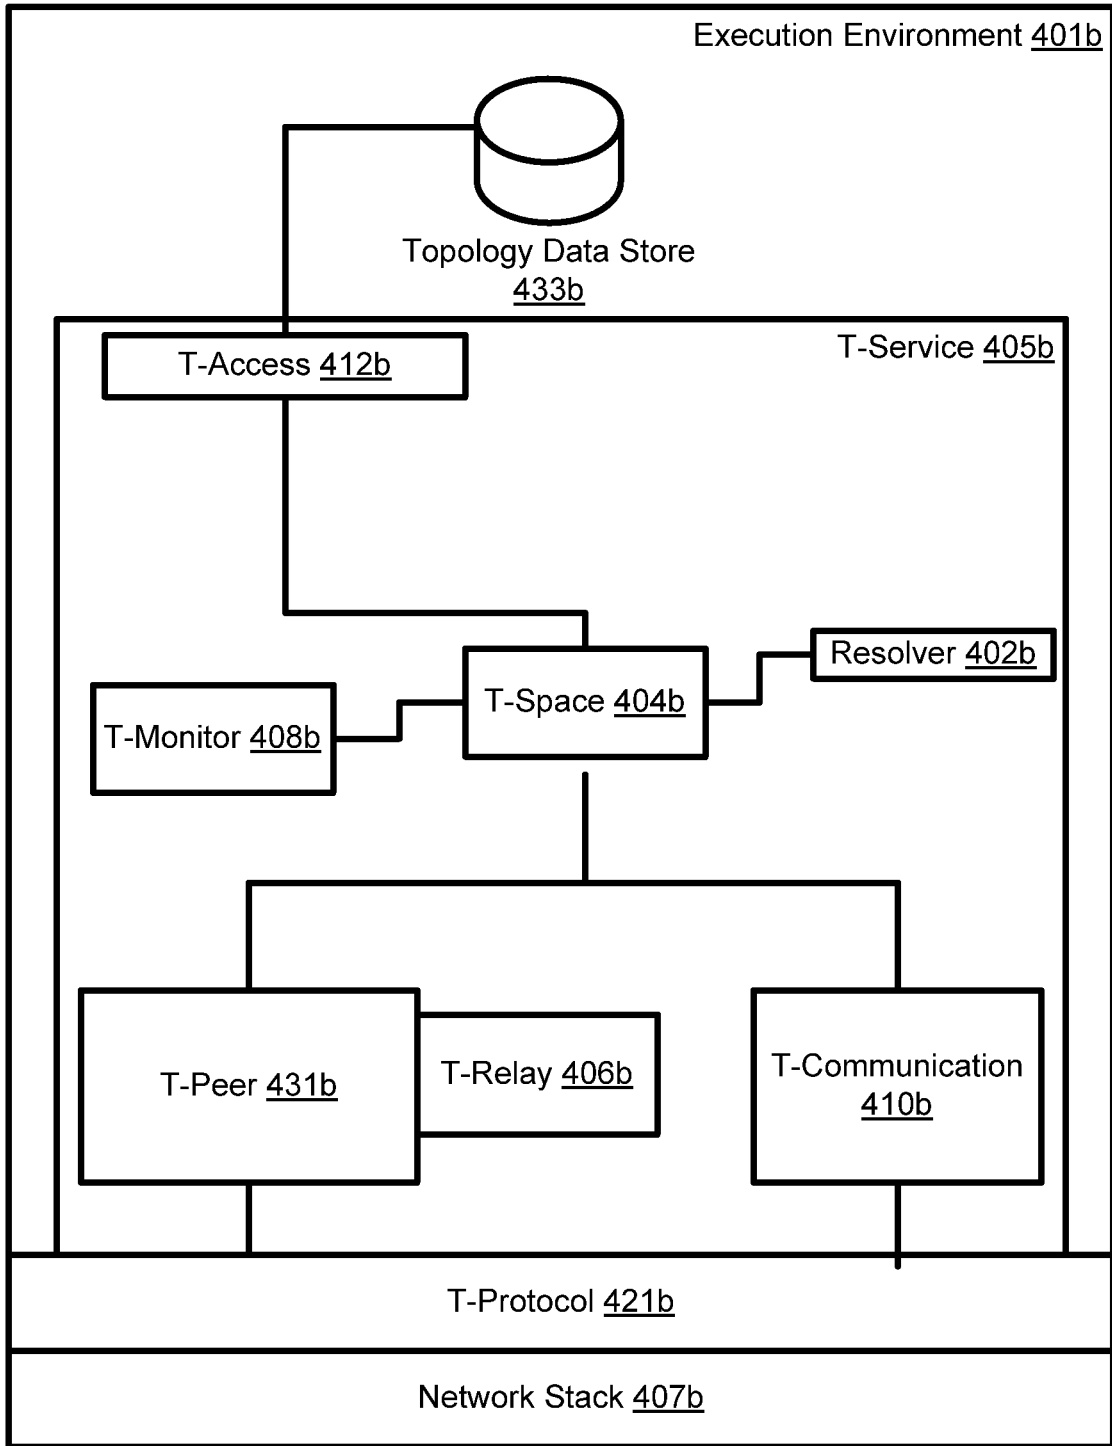 Execution Environment 401b
Topology Data Store
433b
T-Service 405b
T-Access 412b
Resolver 402b
T-Space 404b
T-Monitor 408b
T-Peer 431b
T-Relay 406b
T-Communication
410b
T-Protocol 421b
Network Stack 407b